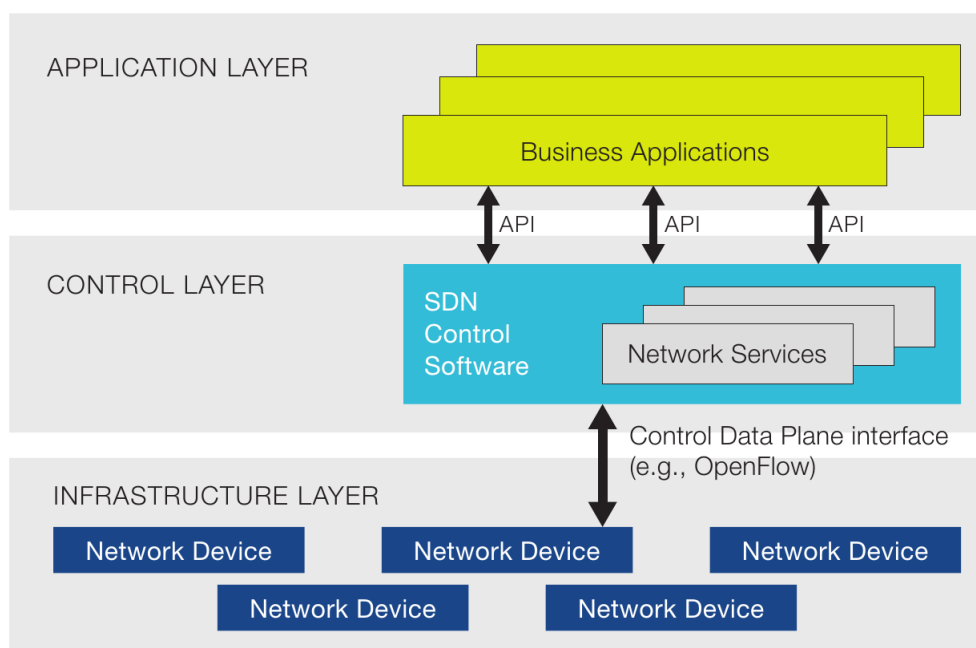 APPLICATION LAYER
Business Applications
API
API
API
CONTROL LAYER
SDN
Control
Software
Network Services
Control Data Plane interface
(e.g., OpenFlow)
INFRASTRUCTURE LAYER
Network Device
Network Device
Network Device
Network Device
Network Device